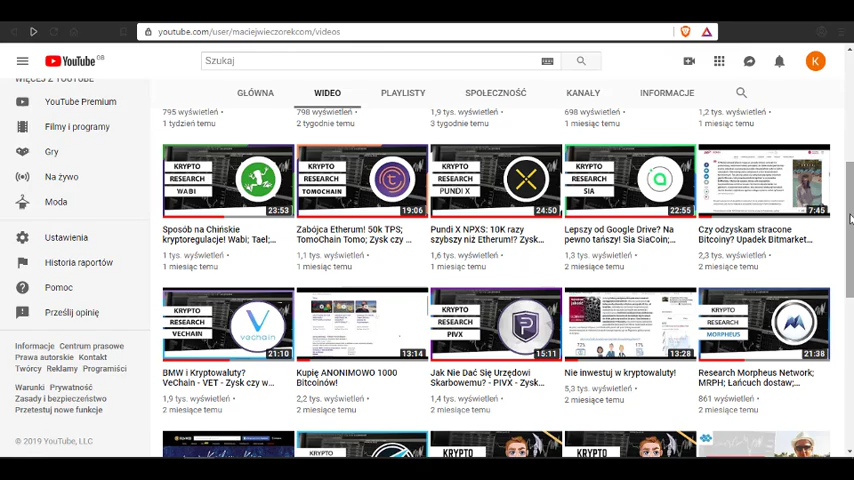 youtube.com/user/maciejwieczorekcom/videos
YouTube GB
Szukaj
K
WIĘCEJ Z YOUTUBE
YouTube Premium
Filmy i programy
Gry
Na żywo
Moda
Ustawienia
Historia raportów
Pomoc
Prześlij opinię
Informacje Centrum prasowe
Prawa autorskie Kontakt
Twórcy Reklama Programiści
Warunki Prywatność
Zasady i bezpieczeństwo
Przetestuj nowe funkcje
© 2019 YouTube, LLC
GŁÓWNA WIDEO PLAYLISTY SPOŁECZNOŚĆ KANAŁY INFORMACJE
795 wyświetleń •
1 tydzień temu
798 wyświetleń •
2 tygodnie temu
1,9 tys. wyświetleń •
3 tygodnie temu
698 wyświetleń •
1 miesiąc temu
1,2 tys. wyświetleń •
1 miesiąc temu
KRYPTO
RESEARCH
WABI
23:53
Sposób na Chińskie
kryptoregulacje! Wabi; Tael;...
1 tys. wyświetleń •
1 miesiąc temu
KRYPTO
RESEARCH
TOMOCHAIN
19:06
Zabójca Etherum! 50k TPS;
TomoChain Tomo; Zysk czy ...
1,1 tys. wyświetleń •
1 miesiąc temu
KRYPTO
RESEARCH
PUNDI X
24:50
Pundi X NPXS: 10K razy
szybszy niż Etherum!? Zysk...
1,6 tys. wyświetleń •
1 miesiąc temu
KRYPTO
RESEARCH
SIA
22:55
Lepszy od Google Drive? Na
pewno tańszy! Sia SiaCoin;...
1,3 tys. wyświetleń •
2 miesiące temu
7:45
Czy odzyskam stracone
Bitcoiny? Upadek Bitmarket...
2,3 tys. wyświetleń •
2 miesiące temu
KRYPTO
RESEARCH
VECHAIN
vechain
21:10
BMW i Kryptowaluty?
VeChain - VET - Zysk czy w...
1,9 tys. wyświetleń •
2 miesiące temu
13:14
Kupię ANONIMOWO 1000
Bitcoinów!
2,2 tys. wyświetleń •
2 miesiące temu
KRYPTO
RESEARCH
PIVX
15:11
Jak Nie Dać Się Urzędowi
Skarbowemu? - PIVX - Zysk...
1,4 tys. wyświetleń •
2 miesiące temu
13:28
Nie inwestuj w kryptowaluty!
5,3 tys. wyświetleń •
2 miesiące temu
KRYPTO
RESEARCH
MORPHEUS
21:38
Research Morpheus Network;
MRPH; Łańcuch dostaw;...
861 wyświetleń •
2 miesiące temu
KRYPTO
KRYPTO
KRYPTO